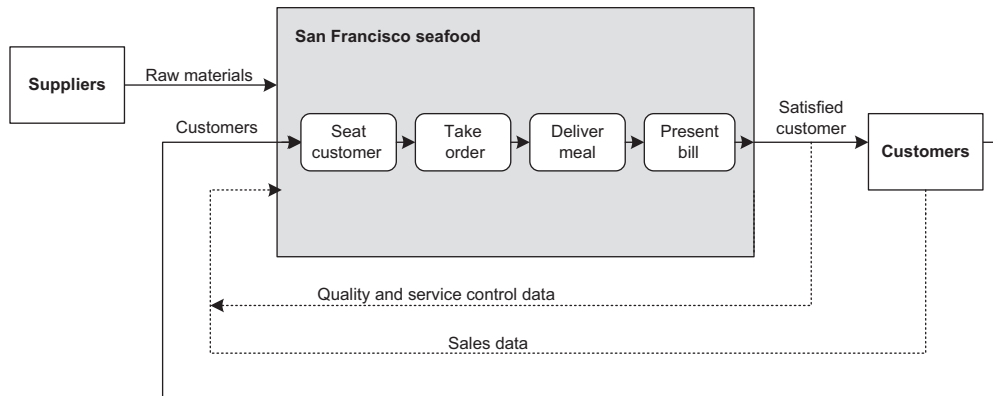 San Francisco seafood
Suppliers
Raw materials
Customers
Seat
customer
Take
order
Deliver
meal
Present
bill
Satisfied
customer
Customers
Quality and service control data
Sales data